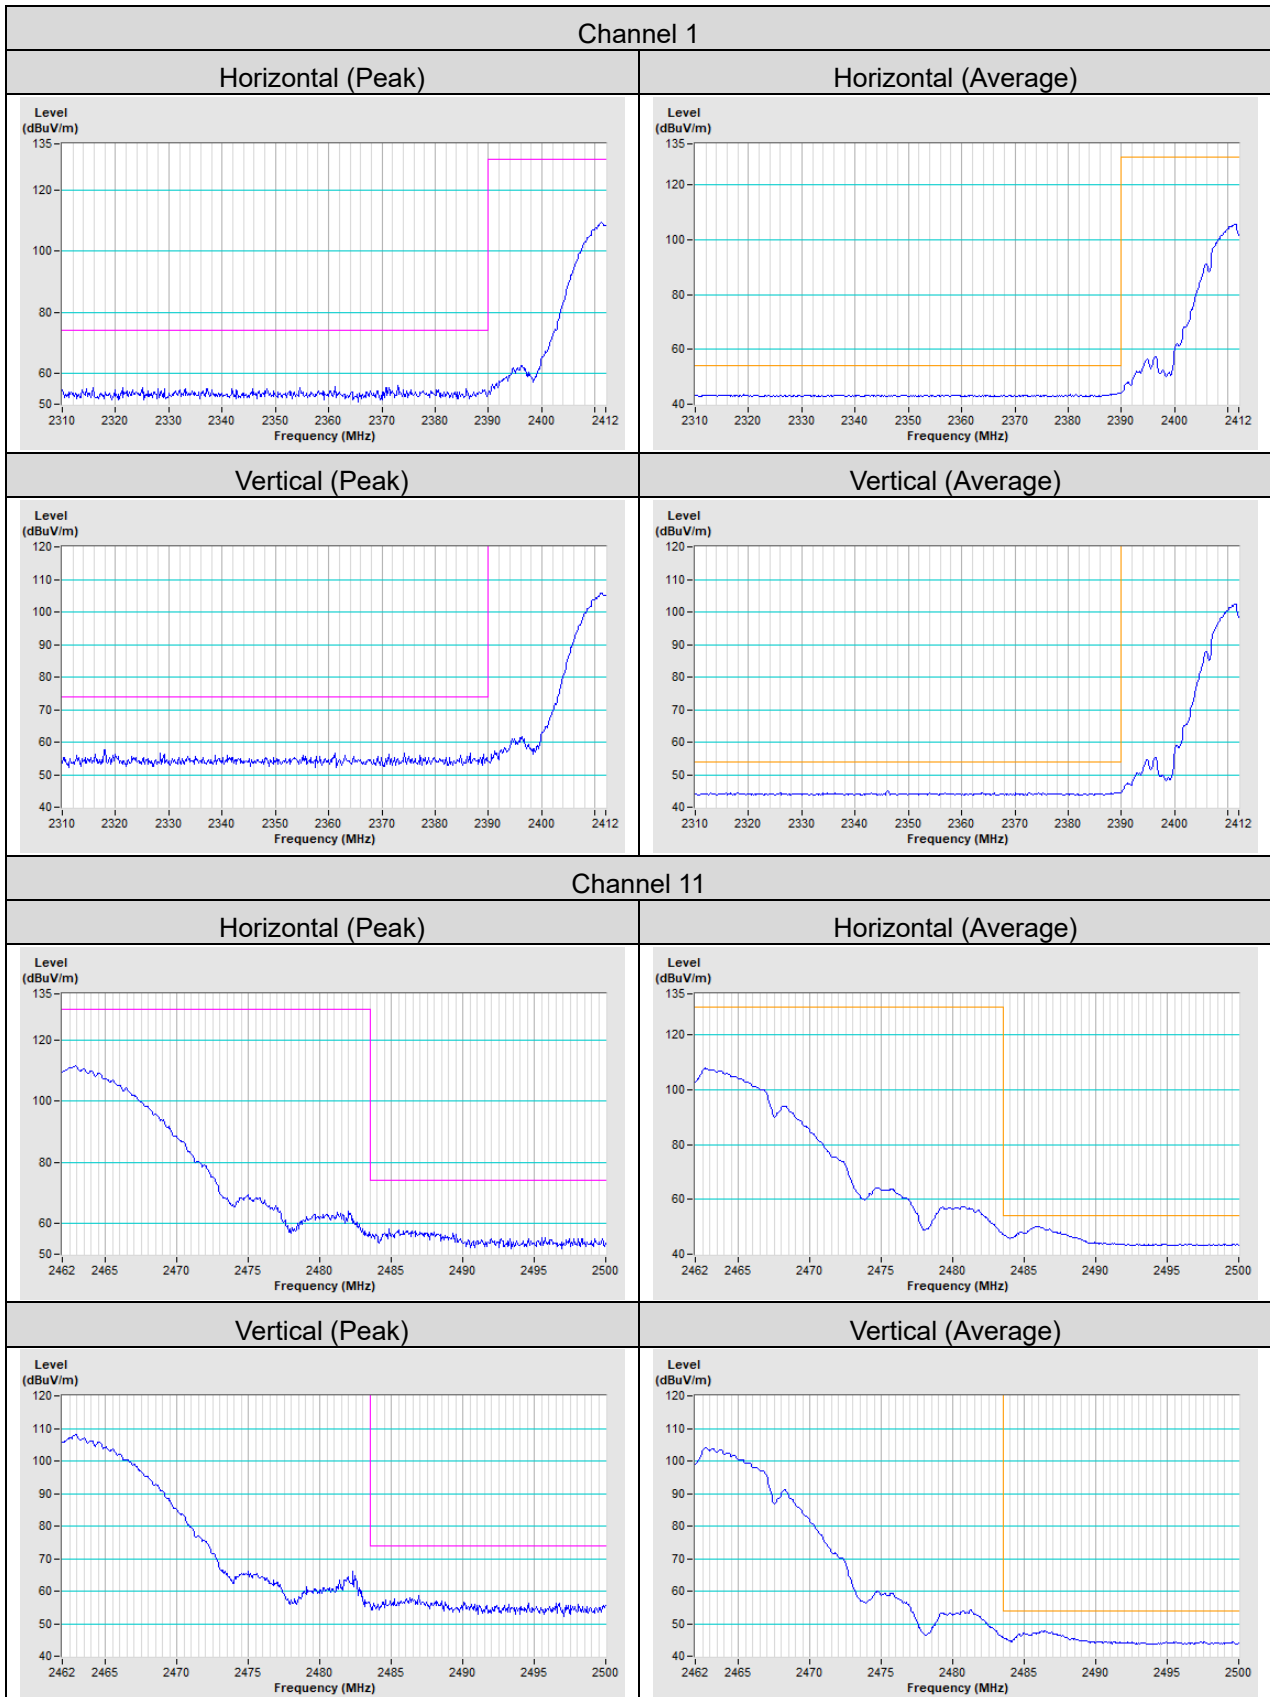 Channel 1
Horizontal (Peak) Horizontal (Average)
Level
(dBuV/m)
135
120
100
80
60
50
2310 2320 2330 2340 2350 2360 2370 2380 2390 2400 2412
Frequency (MHz)
Level
(dBuV/m)
135
120
100
80
60
40
2310 2320 2330 2340 2350 2360 2370 2380 2390 2400 2412
Frequency (MHz)
Vertical (Peak) Vertical (Average)
Level
(dBuV/m)
120
110
100
90
80
70
60
50
40
2310 2320 2330 2340 2350 2360 2370 2380 2390 2400 2412
Frequency (MHz)
Level
(dBuV/m)
120
110
100
90
80
70
60
50
40
2310 2320 2330 2340 2350 2360 2370 2380 2390 2400 2412
Frequency (MHz)
Channel 11
Horizontal (Peak) Horizontal (Average)
Level
(dBuV/m)
135
120
100
80
60
50
2462 2465 2470 2475 2480 2485 2490 2495 2500
Frequency (MHz)
Level
(dBuV/m)
135
120
100
80
60
40
2462 2465 2470 2475 2480 2485 2490 2495 2500
Frequency (MHz)
Vertical (Peak) Vertical (Average)
Level
(dBuV/m)
120
110
100
90
80
70
60
50
40
2462 2465 2470 2475 2480 2485 2490 2495 2500
Frequency (MHz)
Level
(dBuV/m)
120
110
100
90
80
70
60
50
40
2462 2465 2470 2475 2480 2485 2490 2495 2500
Frequency (MHz)